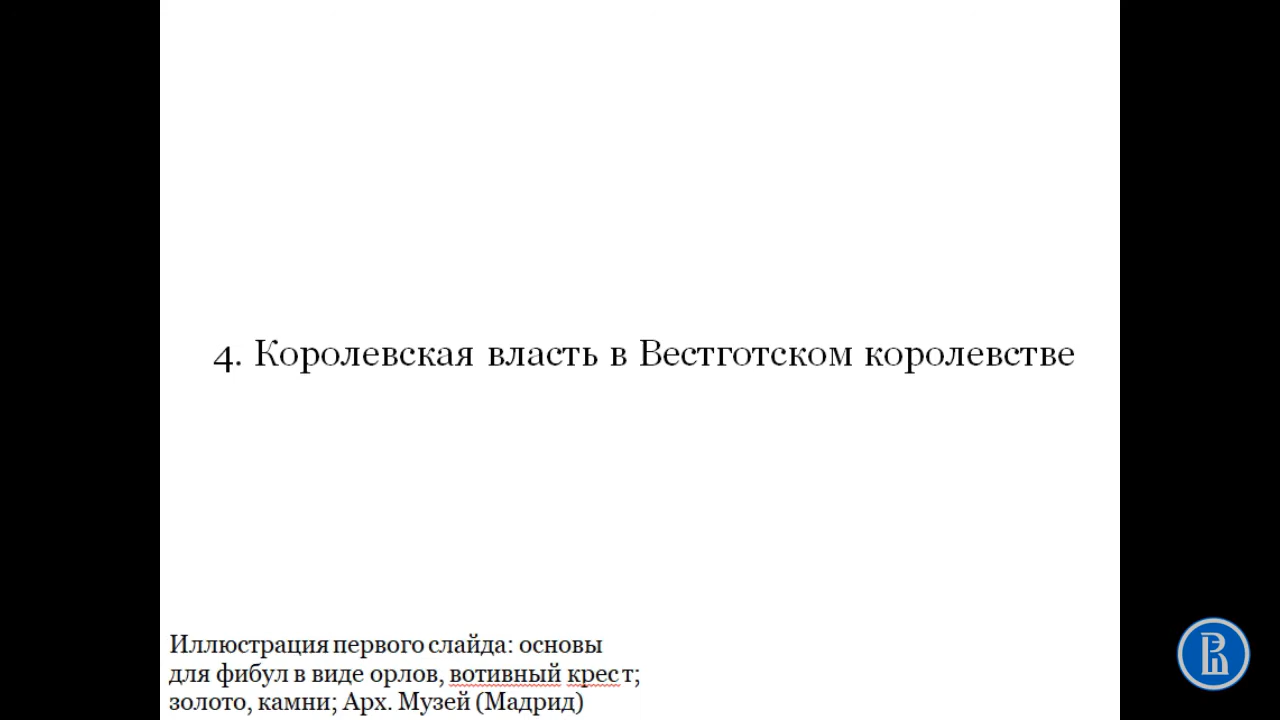 4. Королевская власть в Вестготском королевстве
Иллюстрация первого слайда: основы
для фибул в виде орлов, вотивный крест;
золото, камни; Арх. Музей (Мадрид)